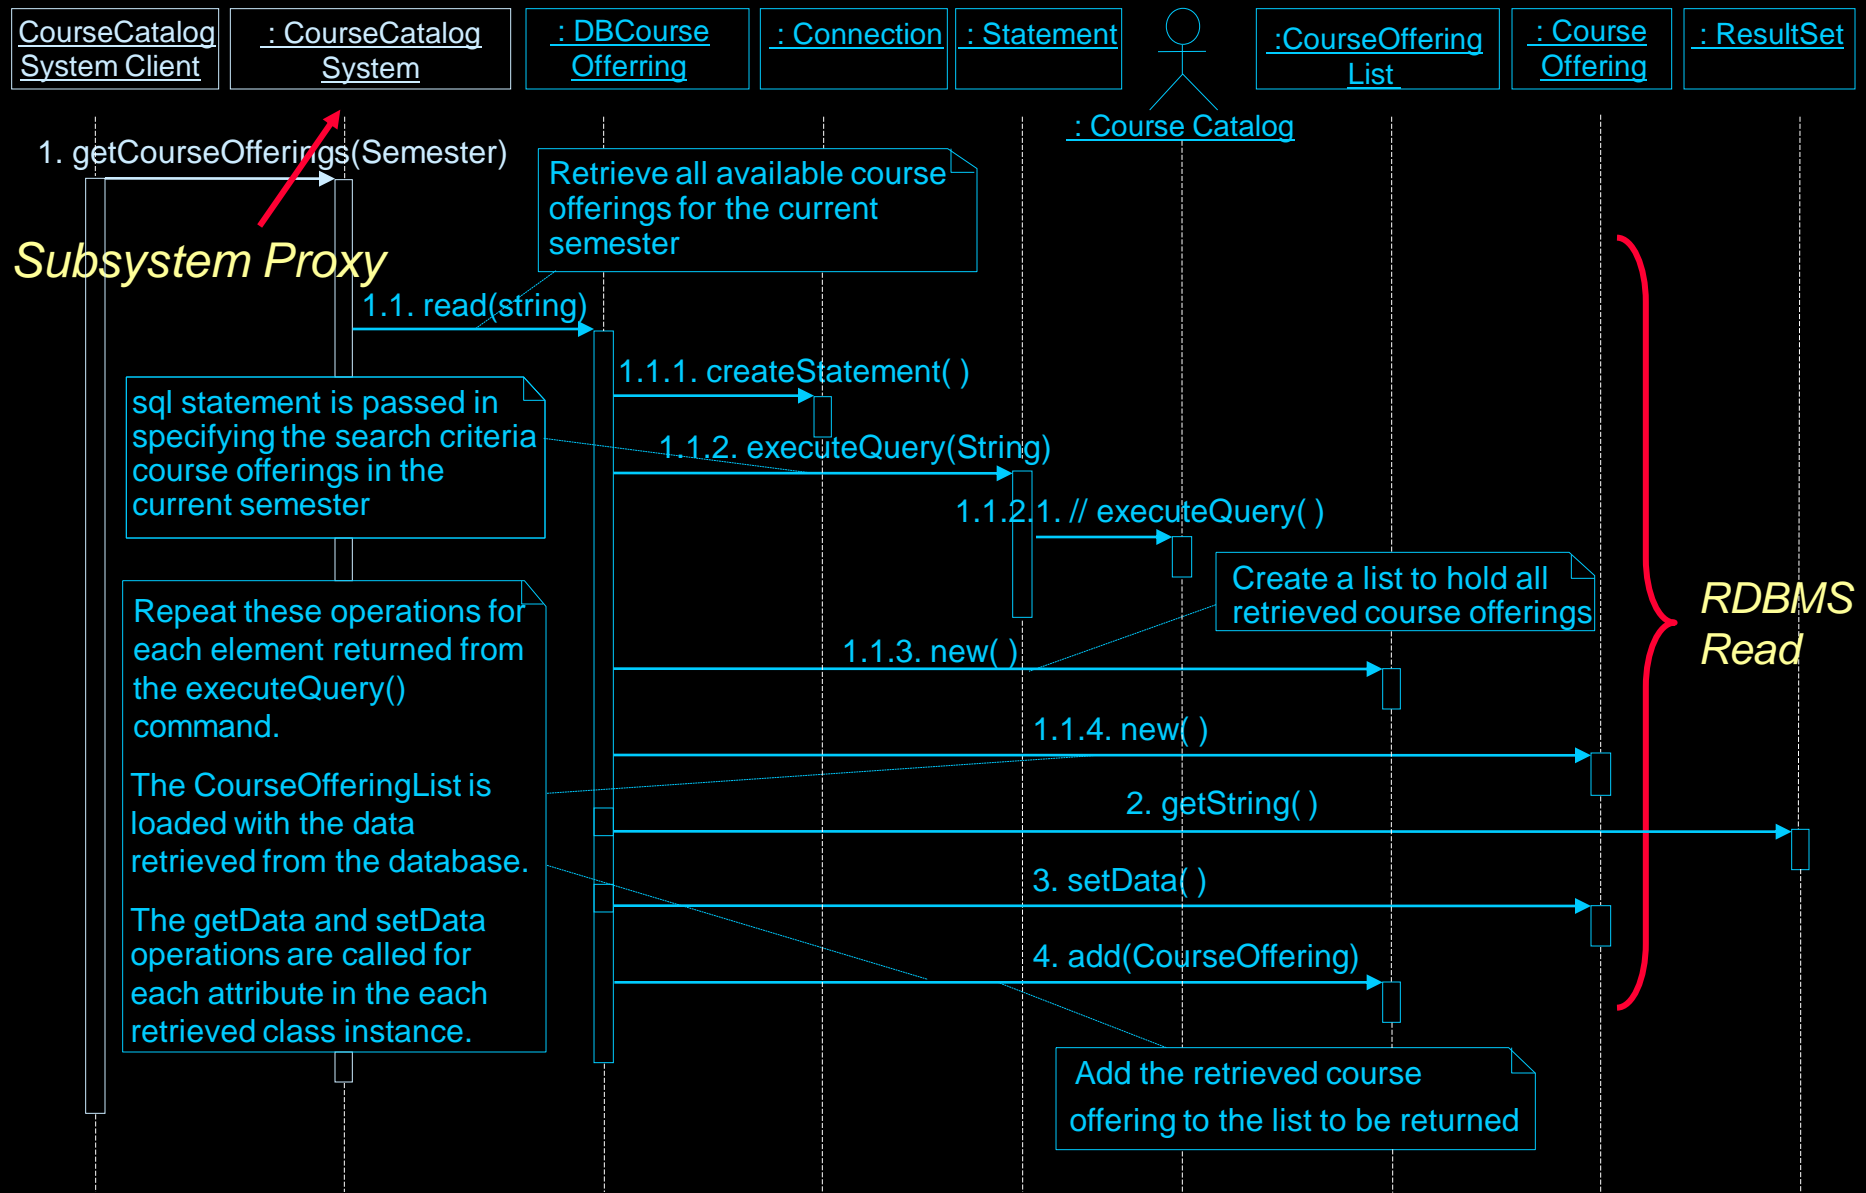 CourseCatalog
System Client
: CourseCatalog
System
: DBCourse
Offerring
: Connection
: Statement
: Course Catalog
:CourseOffering
List
: Course
Offering
: ResultSet
1. getCourseOfferings(Semester)
Retrieve all available course
offerings for the current
semester
Subsystem Proxy
1.1. read(string)
1.1.1. createStatement( )
sql statement is passed in
specifying the search criteria
course offerings in the
current semester
1.1.2. executeQuery(String)
1.1.2.1. // executeQuery( )
Create a list to hold all
retrieved course offerings
RDBMS
Read
Repeat these operations for
each element returned from
the executeQuery()
command.
The CourseOfferingList is
loaded with the data
retrieved from the database.
The getData and setData
operations are called for
each attribute in the each
retrieved class instance.
1.1.3. new( )
1.1.4. new( )
2. getString( )
3. setData( )
4. add(CourseOffering)
Add the retrieved course
offering to the list to be returned